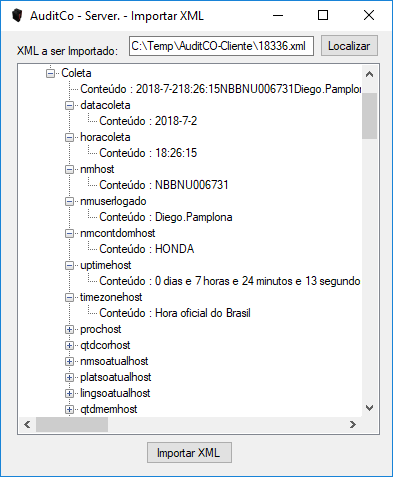 AuditCo - Server. - Importar XML
XML a ser Importado: C:\Temp\AuditCO-Cliente\18336.xml Localizar
Coleta
Conteúdo : 2018-7-218:26:15NBBNU006731Diego.Pamplon
datacoleta
Conteúdo : 2018-7-2
horacoleta
Conteúdo : 18:26:15
nmhost
Conteúdo : NBBNU006731
nmuserlogado
Conteúdo : Diego.Pamplona
nmcontdomhost
Conteúdo : HONDA
uptimehost
Conteúdo : 0 dias e 7 horas e 24 minutos e 13 segundo
timezonehost
Conteúdo : Hora oficial do Brasil
prochost
qtdcorhost
nmsoatualhost
platsoatualhost
lingsoatualhost
qtdmemhost
Importar XML